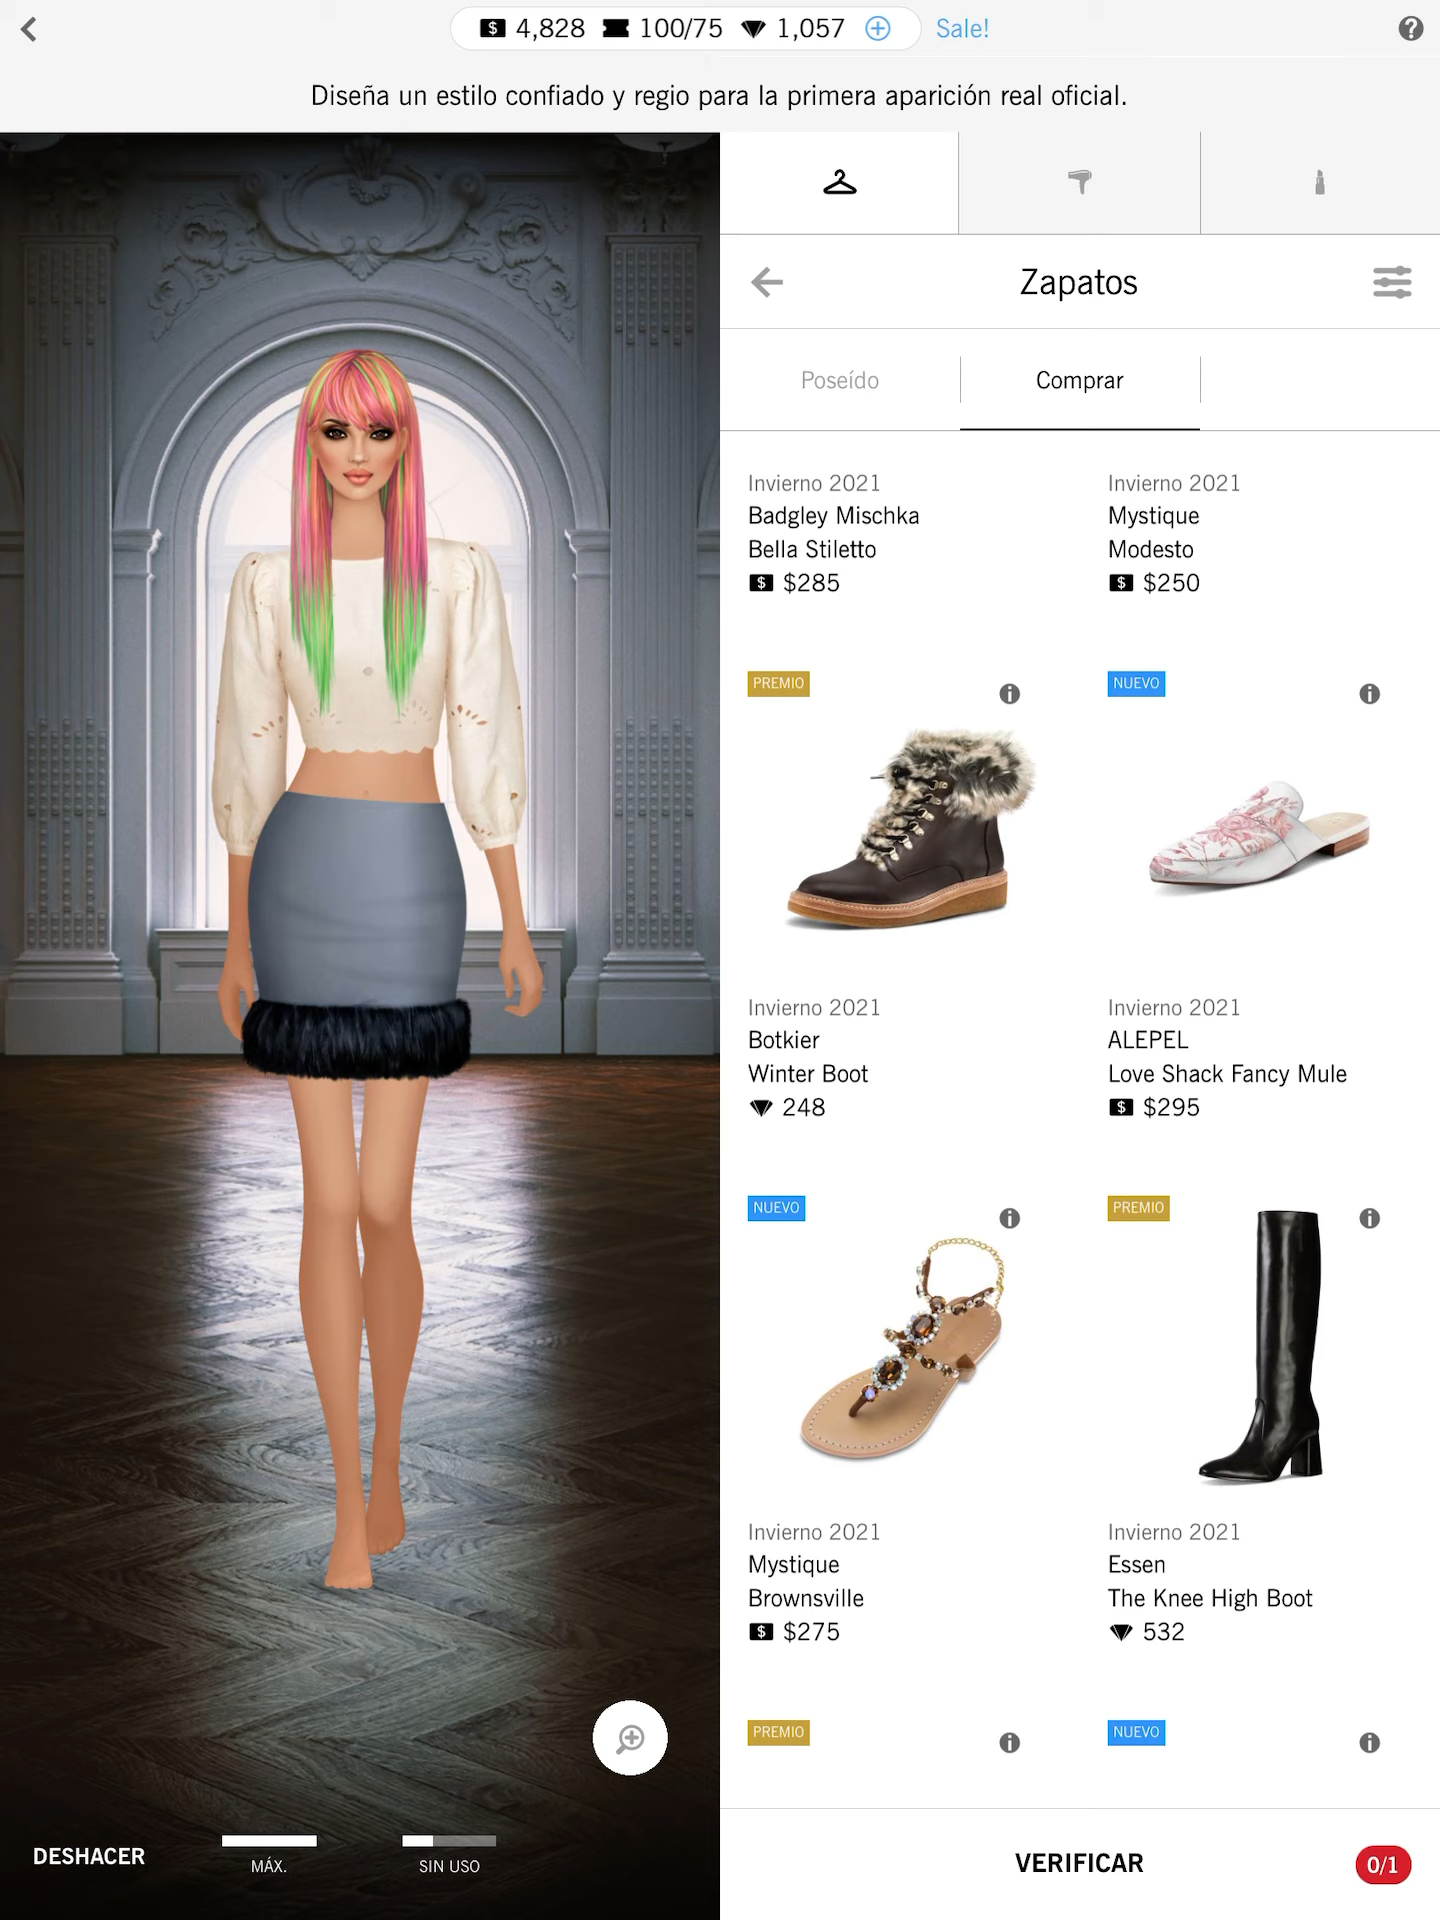 $ 4,828 100/75 1,057 Sale!
Diseña un estilo confiado y regio para la primera aparición real oficial.
Zapatos
Poseído Comprar
Invierno 2021
Badgley Mischka
Bella Stiletto
$ $285
Invierno 2021
Mystique
Modesto
$ $250
PREMIO
Invierno 2021
Botkier
Winter Boot
248
NUEVO
Invierno 2021
ALEPEL
Love Shack Fancy Mule
$ $295
NUEVO
Invierno 2021
Mystique
Brownsville
$ $275
PREMIO
Invierno 2021
Essen
The Knee High Boot
532
PREMIO
NUEVO
DESHACER
MÁX.
SIN USO
VERIFICAR
0/1